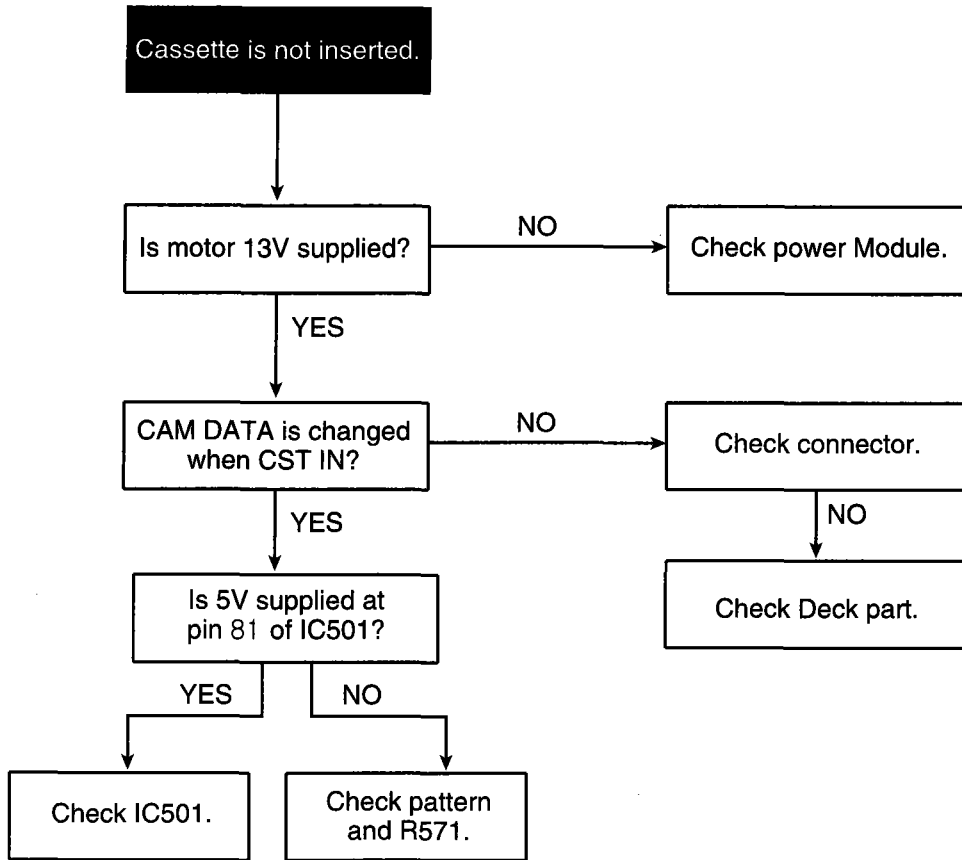 Cassette is not inserted.
Is motor 13V supplied?
NO
Check power Module.
YES
CAM DATA is changed
when CST IN?
NO
Check connector.
YES
NO
Is 5V supplied at
pin 81 of IC501?
Check Deck part.
YES
NO
Check IC501.
Check pattern
and R571.